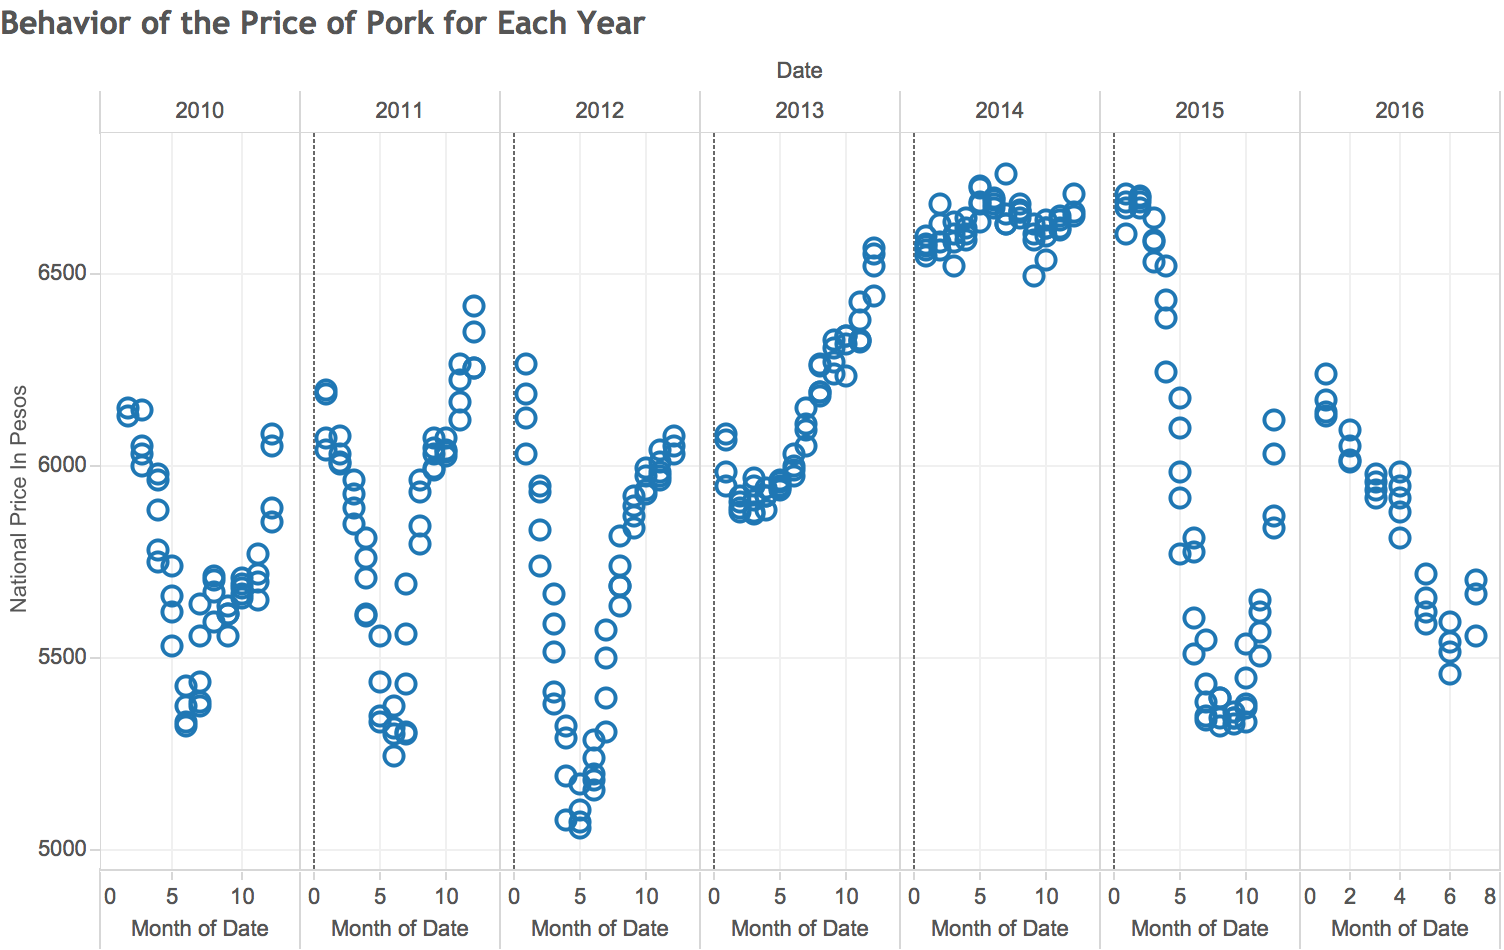 Behavior of the Price of Pork for Each Year
Date
2010 2011 2012 2013 2014 2015 2016
National Price In Pesos
6500
6000
5500
5000
0 5 10 0 5 10 0 5 10 0 5 10 0 5 10 0 5 10 0 2 4 6 8
Month of Date Month of Date Month of Date Month of Date Month of Date Month of Date Month of Date